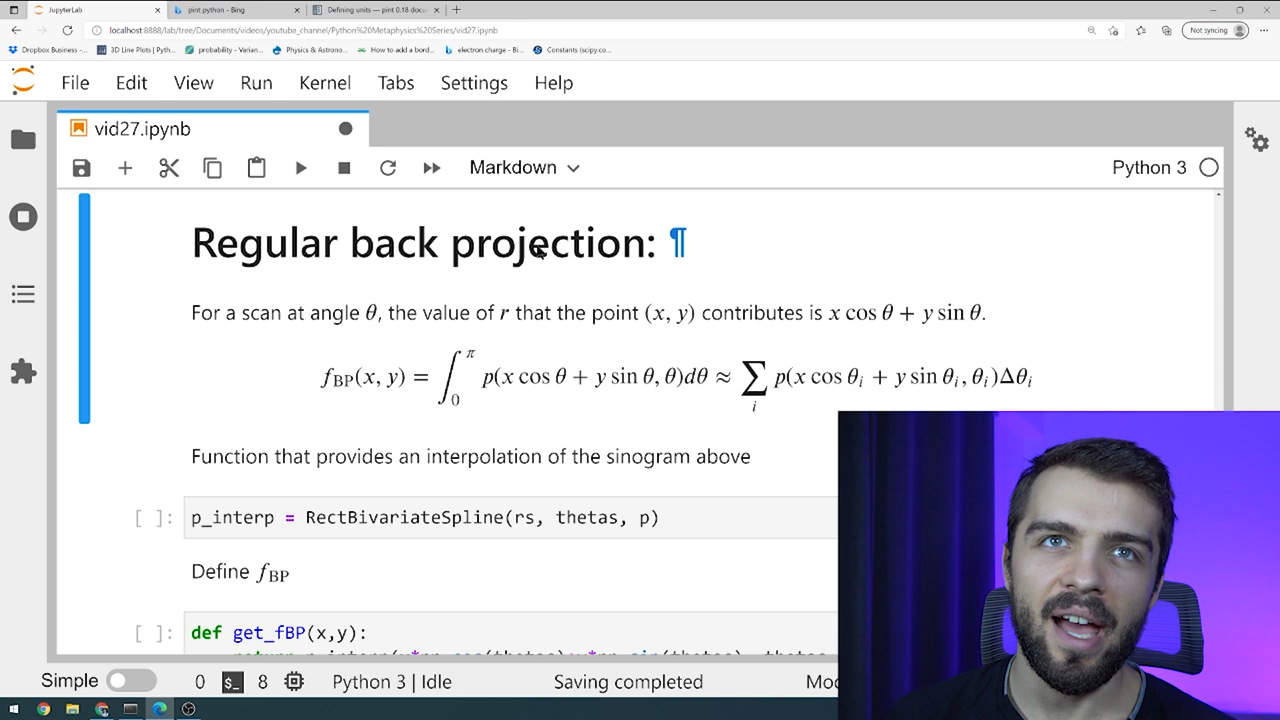 JupyterLab
pint python - Bing
Defining units — pint 0.18 docu
localhost:8888/lab/tree/Documents/videos/youtube_channel/Python%20Metaphysics%20Series/vid27.ipynb
Not syncing
Dropbox Business -...
3D Line Plots | Pyth...
probability - Varian...
Physics & Astrono...
How to add a bord...
electron charge - Bi...
Constants (scipy.co...
File Edit View Run Kernel Tabs Settings Help
vid27.ipynb
Markdown
Python 3
Regular back projection: ¶
For a scan at angle θ, the value of r that the point (x, y) contributes is x cos θ + y sin θ.
f_BP(x, y) = ∫_0^π p(x cos θ + y sin θ, θ)dθ ≈ ∑_i p(x cos θ_i + y sin θ_i, θ_i)Δθ_i
Function that provides an interpolation of the sinogram above
[ ]: p_interp = RectBivariateSpline(rs, thetas, p)
Define f_BP
[ ]: def get_fBP(x,y):
Simple 0 $_ 8 Python 3 | Idle Saving completed